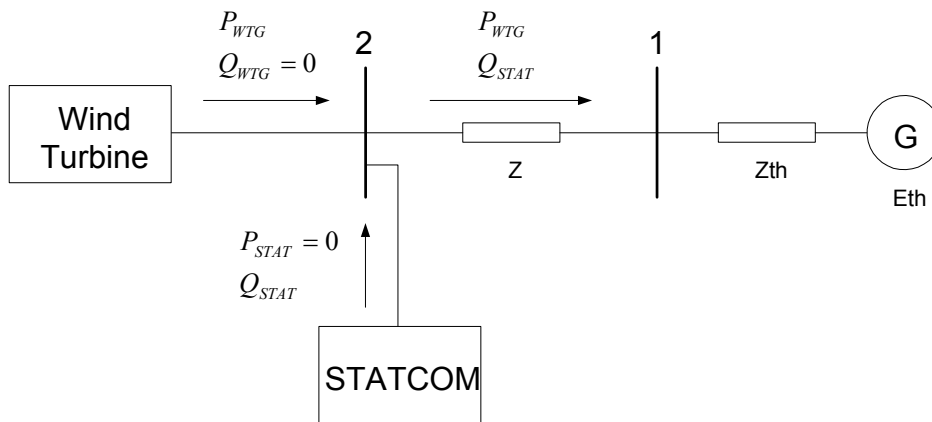 P_WTG
Q_WTG = 0
2
P_WTG
Q_STAT
1
Wind
Turbine
Z
Zth
G
Eth
P_STAT = 0
Q_STAT
STATCOM